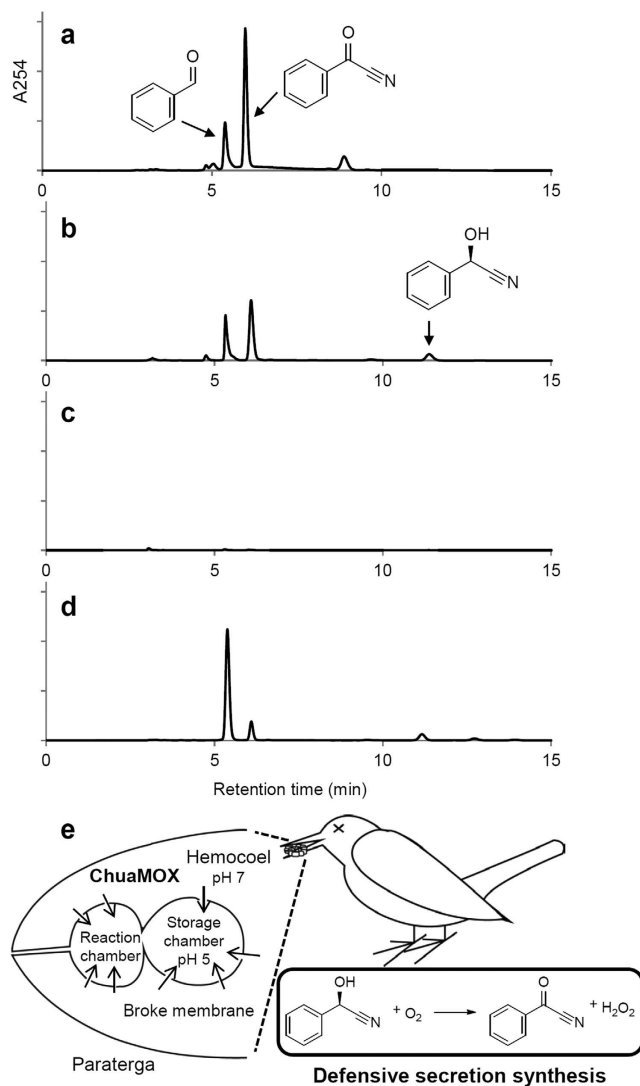 a
A254
O
O
N
0
5
10
15
b
OH
N
0
5
10
15
c
0
5
10
15
d
0
5
10
15
Retention time (min)
e
Hemocoel
pH 7
ChuaMOX
Reaction
chamber
Storage
chamber
pH 5
Broke membrane
Paraterga
OH
N
+ O2
O
N
+ H2O2
Defensive secretion synthesis